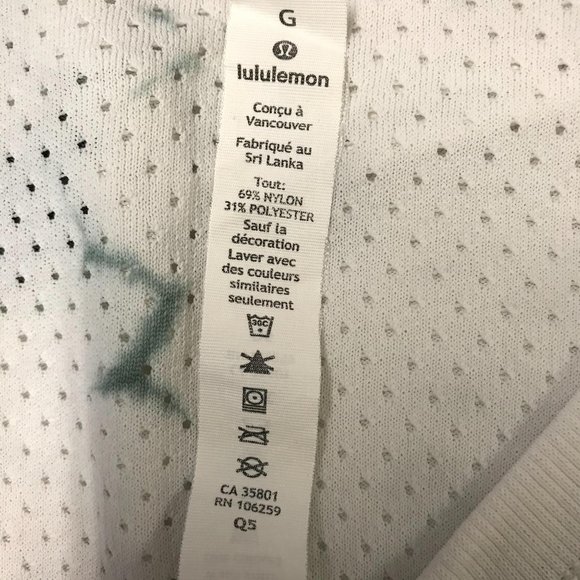 G
lululemon
Conçu à
Vancouver
Fabriqué au
Sri Lanka
Tout:
69% NYLON
31% POLYESTER
Sauf la
décoration
Laver avec
des couleurs
similaires
seulement
30C
CA 35801
RN 106259
Q5